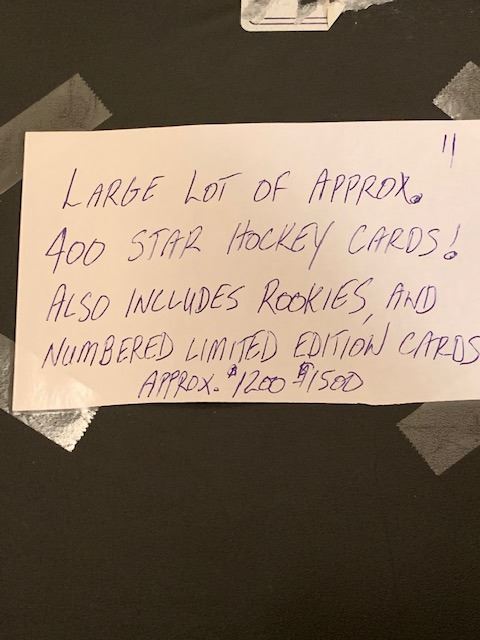 11
LARGE LOT OF APPROX.
400 STAR HOCKEY CARDS!
ALSO INCLUDES ROOKIES, AND
NUMBERED LIMITED EDITION CARDS
APPROX. $1200 $1500